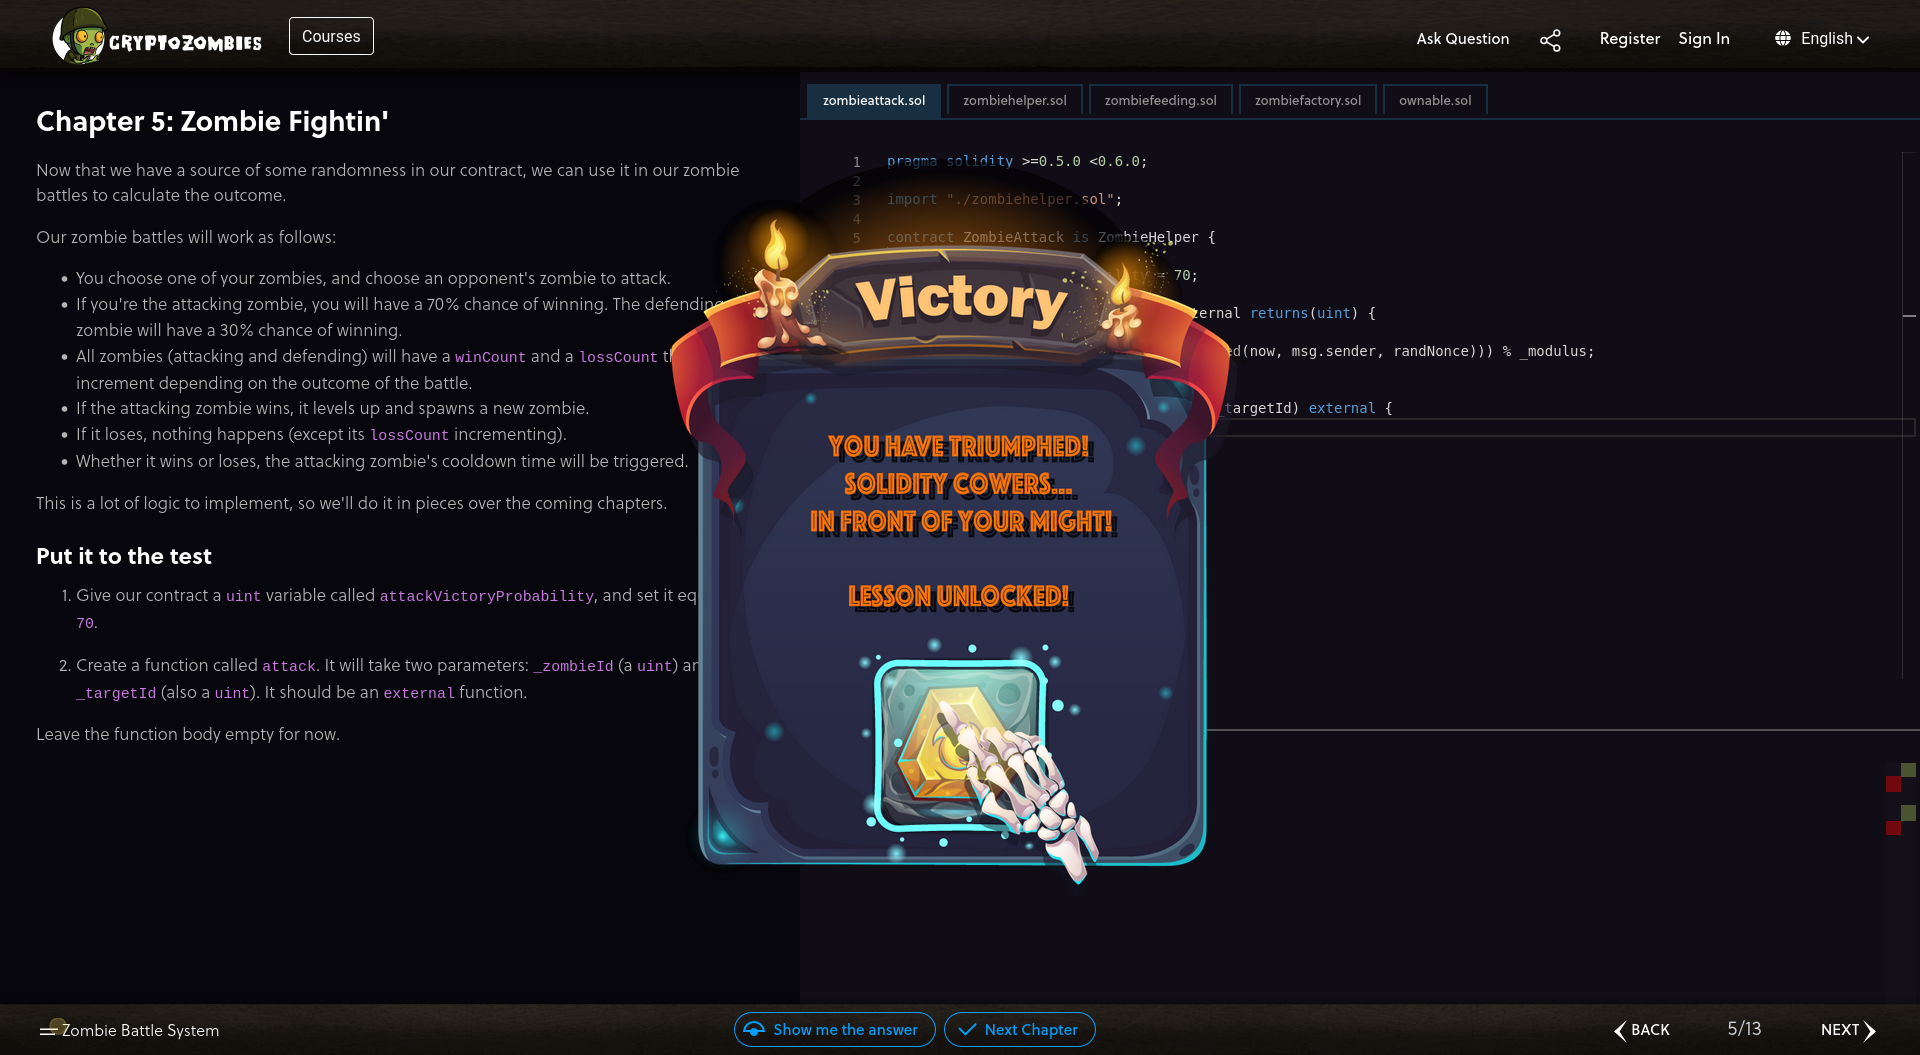 CRYPTOZOMBIES
Courses
Ask Question
Register
Sign In
English
Chapter 5: Zombie Fightin'
Now that we have a source of some randomness in our contract, we can use it in our zombie
battles to calculate the outcome.
Our zombie battles will work as follows:
• You choose one of your zombies, and choose an opponent's zombie to attack.
• If you're the attacking zombie, you will have a 70% chance of winning. The defending
zombie will have a 30% chance of winning.
• All zombies (attacking and defending) will have a winCount and a lossCount
increment depending on the outcome of the battle.
• If the attacking zombie wins, it levels up and spawns a new zombie.
• If it loses, nothing happens (except its lossCount incrementing).
• Whether it wins or loses, the attacking zombie's cooldown time will be triggered.
This is a lot of logic to implement, so we'll do it in pieces over the coming chapters.
Put it to the test
1. Give our contract a uint variable called attackVictoryProbability, and set it
70.
2. Create a function called attack. It will take two parameters: _zombieId (a uint)
_targetId (also a uint). It should be an external function.
Leave the function body empty for now.
zombieattack.sol
zombiehelper.sol
zombiefeeding.sol
zombiefactory.sol
ownable.sol
1 pragma solidity >=0.5.0 <0.6.0;
2
3 import "./zombiehelper.sol";
4
5 contract ZombieAttack is ZombieHelper {
= 70;
returns(uint) {
(now, msg.sender, randNonce))) % _modulus;
targetId) external {
Victory
YOU HAVE TRIUMPHED!
SOLIDITY COWERS...
IN FRONT OF YOUR MIGHT!
LESSON UNLOCKED!
Zombie Battle System
Show me the answer
Next Chapter
BACK
5/13
NEXT